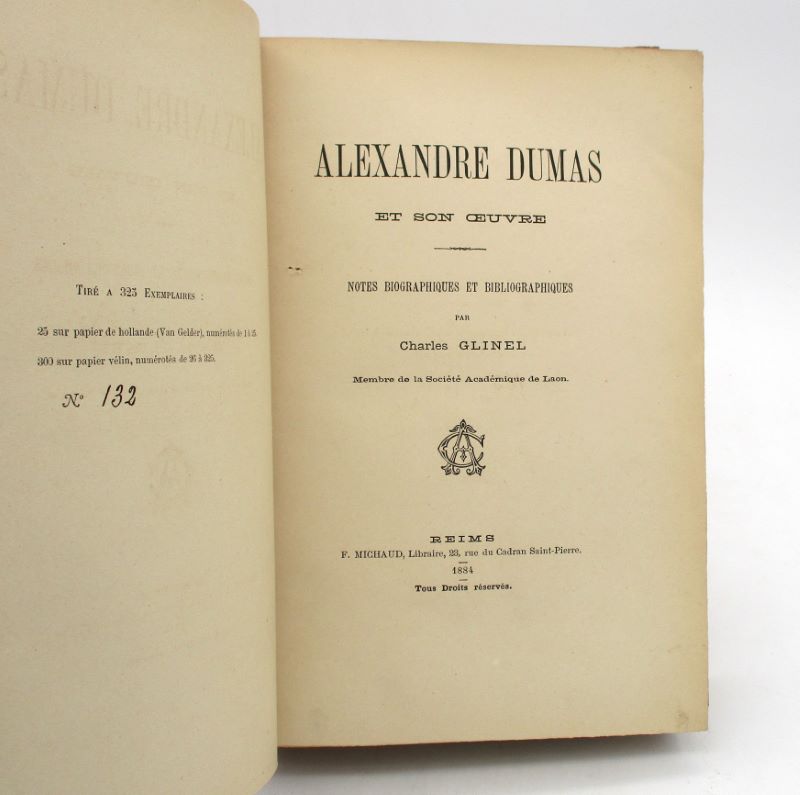 TIRÉ A 325 EXEMPLAIRES :
25 sur papier de hollande (Van Gelder), numérotés de 1 à 25.
300 sur papier vélin, numérotés de 26 à 325.
N° 132
ALEXANDRE DUMAS
ET SON ŒUVRE
NOTES BIOGRAPHIQUES ET BIBLIOGRAPHIQUES
PAR
Charles GLINEL
Membre de la Société Académique de Laon.
REIMS
F. MICHAUD, Libraire, 23, rue du Cadran Saint-Pierre.
1884
Tous Droits réservés.